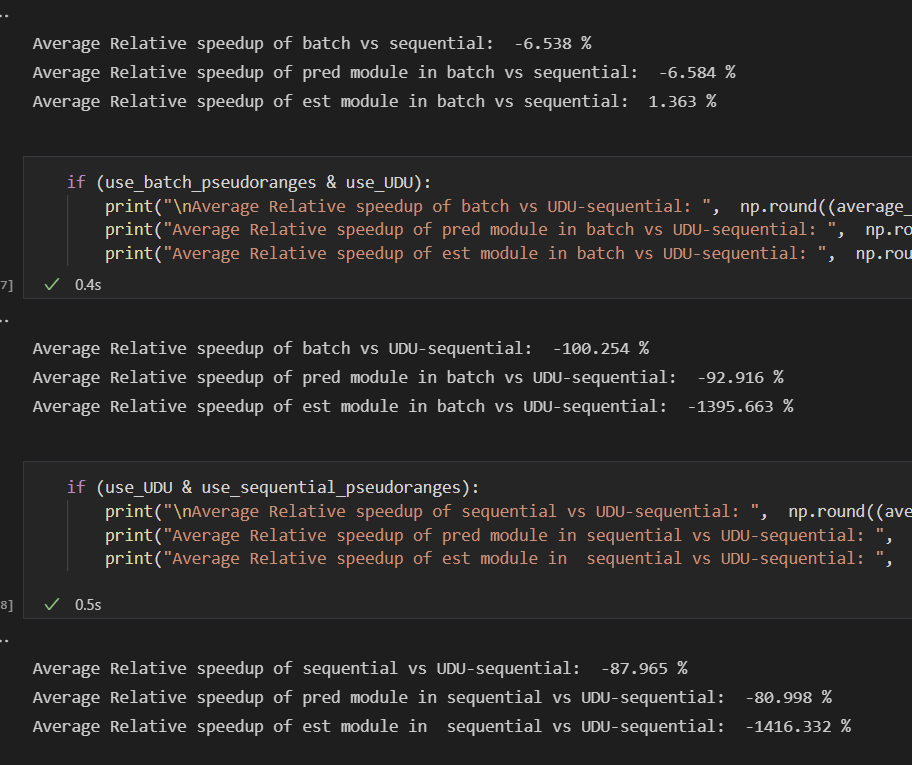 ..
Average Relative speedup of batch vs sequential:  -6.538 %
Average Relative speedup of pred module in batch vs sequential:  -6.584 %
Average Relative speedup of est module in batch vs sequential:  1.363 %
if (use_batch_pseudoranges & use_UDU):
print("\nAverage Relative speedup of batch vs UDU-sequential: ",  np.round((average_
print("Average Relative speedup of pred module in batch vs UDU-sequential: ",  np.ro
print("Average Relative speedup of est module in batch vs UDU-sequential: ",  np.rou
7] ✓ 0.4s
..
Average Relative speedup of batch vs UDU-sequential:  -100.254 %
Average Relative speedup of pred module in batch vs UDU-sequential:  -92.916 %
Average Relative speedup of est module in batch vs UDU-sequential:  -1395.663 %
if (use_UDU & use_sequential_pseudoranges):
print("\nAverage Relative speedup of sequential vs UDU-sequential: ",  np.round((ave
print("Average Relative speedup of pred module in sequential vs UDU-sequential: ",
print("Average Relative speedup of est module in  sequential vs UDU-sequential: ",
8] ✓ 0.5s
..
Average Relative speedup of sequential vs UDU-sequential:  -87.965 %
Average Relative speedup of pred module in sequential vs UDU-sequential:  -80.998 %
Average Relative speedup of est module in  sequential vs UDU-sequential:  -1416.332 %